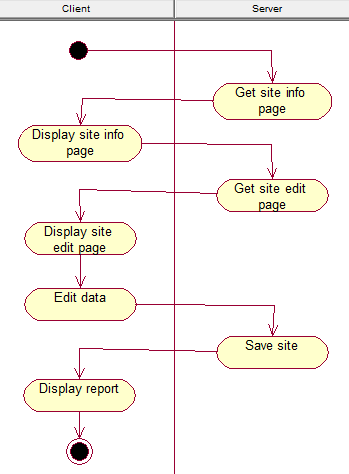 Client
Server
Get site info
page
Display site info
page
Get site edit
page
Display site
edit page
Edit data
Save site
Display report